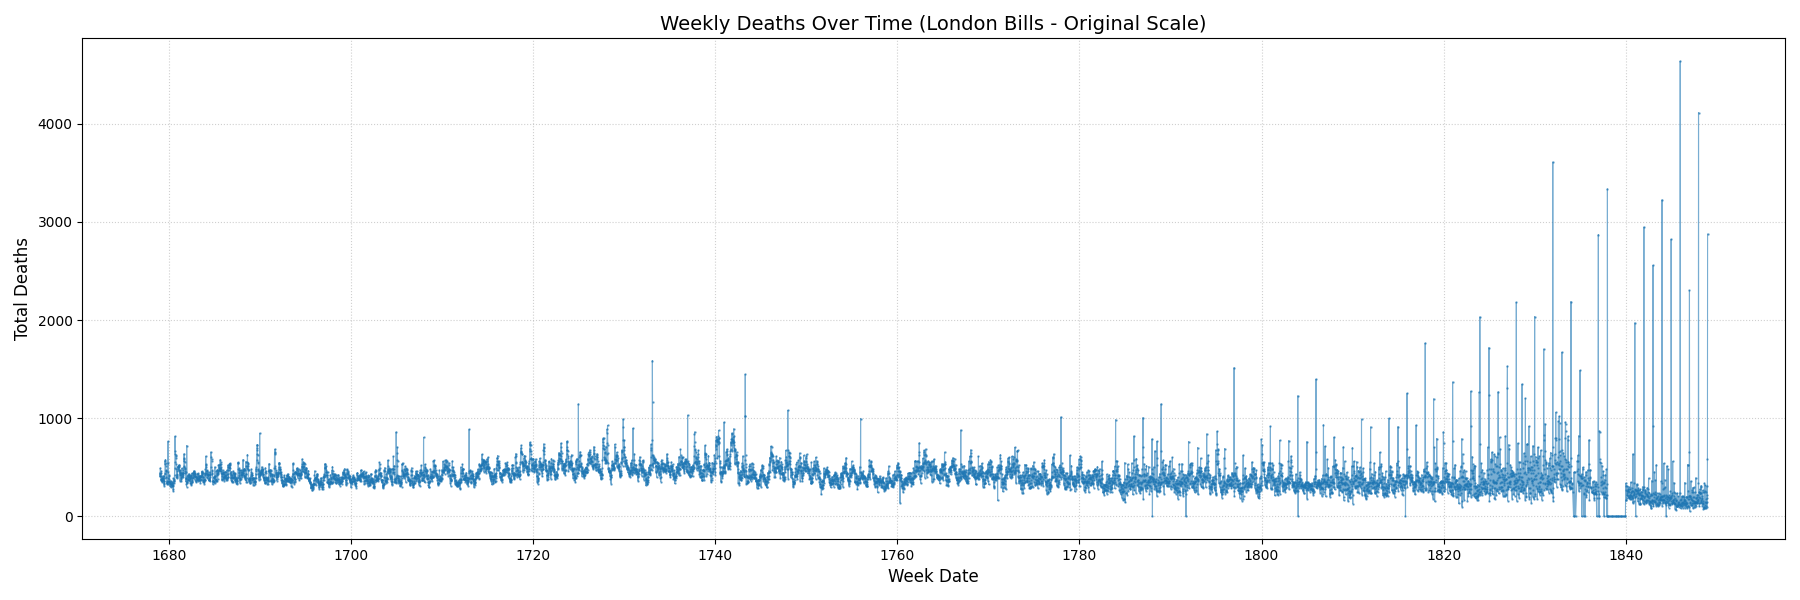 Weekly Deaths Over Time (London Bills - Original Scale)
Total Deaths
4000
3000
2000
1000
0
1680 1700 1720 1740 1760 1780 1800 1820 1840
Week Date